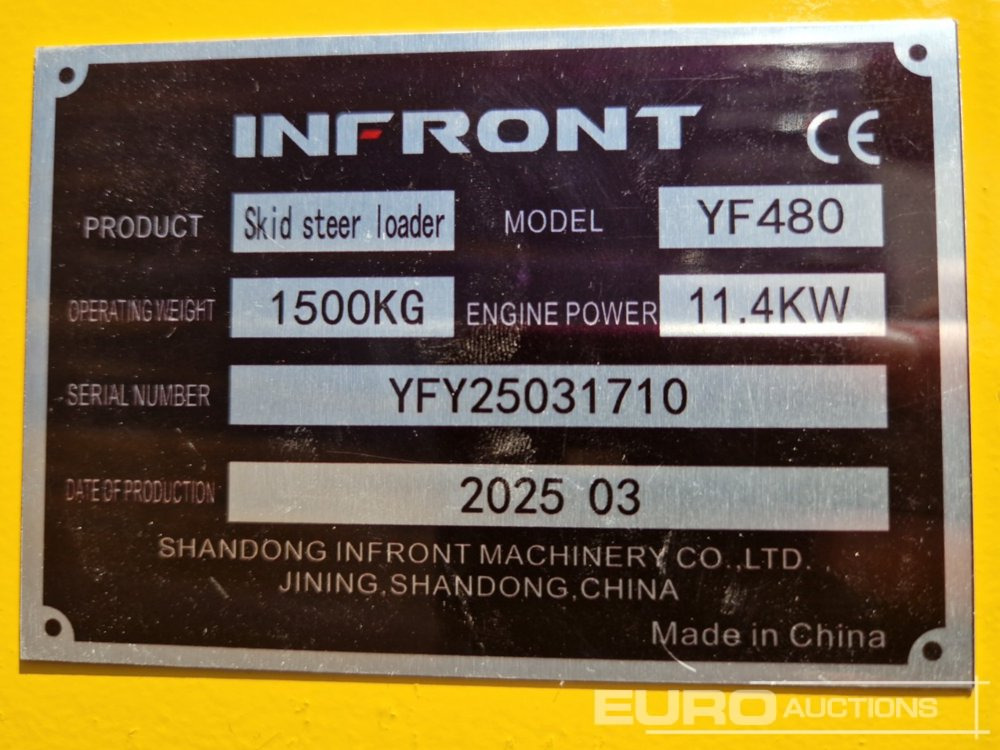 INFRONT CE
PRODUCT Skid steer loader MODEL YF480
OPERATING WEIGHT 1500KG ENGINE POWER 11.4KW
SERIAL NUMBER YFY25031710
DATE OF PRODUCTION 2025 03
SHANDONG INFRONT MACHINERY CO.,LTD.
JINING,SHANDONG,CHINA
Made in China
EURO AUCTIONS